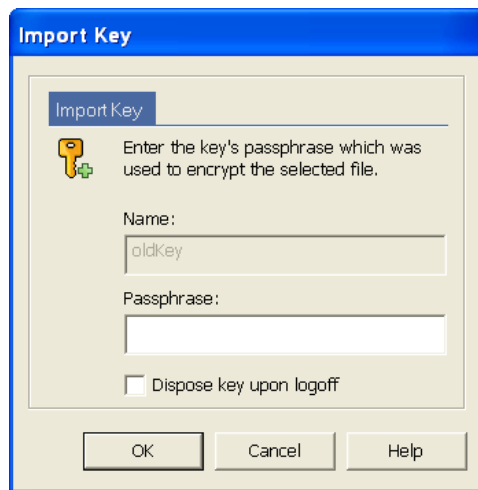 Import Key
Import Key
Enter the key's passphrase which was
used to encrypt the selected file.
Name:
oldKey
Passphrase:
Dispose key upon logoff
OK Cancel Help